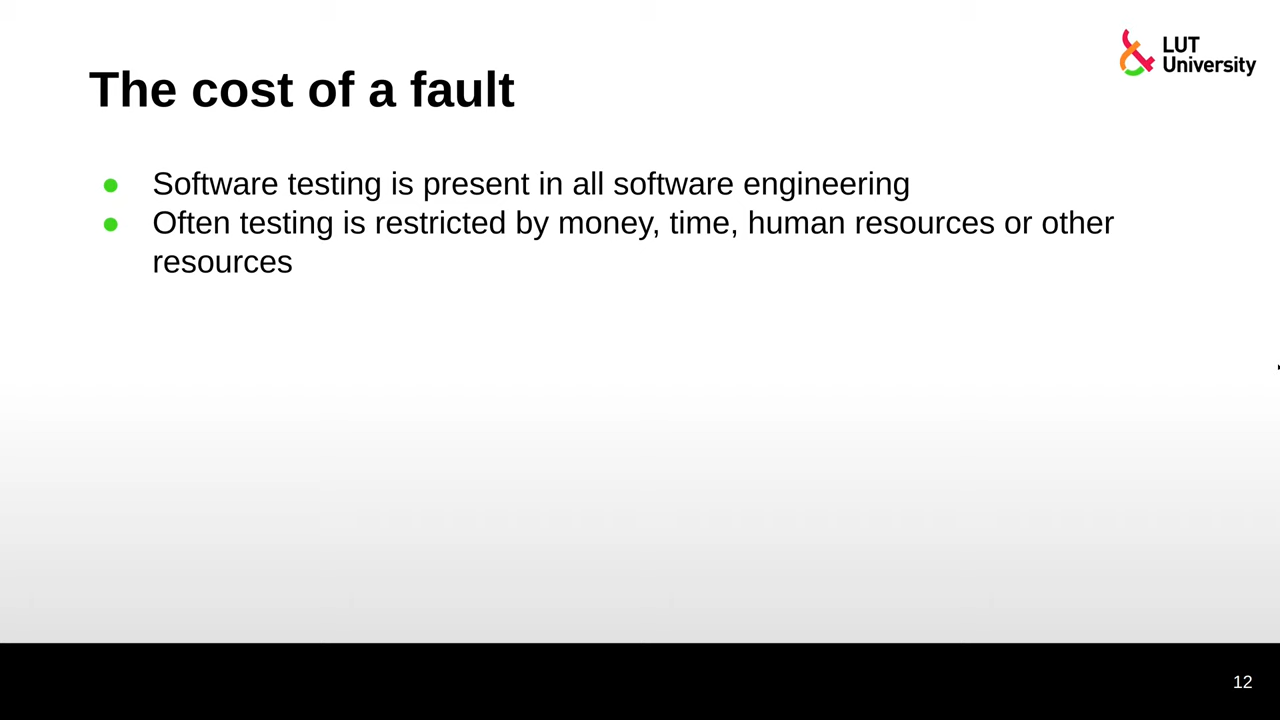 LUT
University
The cost of a fault
● Software testing is present in all software engineering
● Often testing is restricted by money, time, human resources or other
resources
12